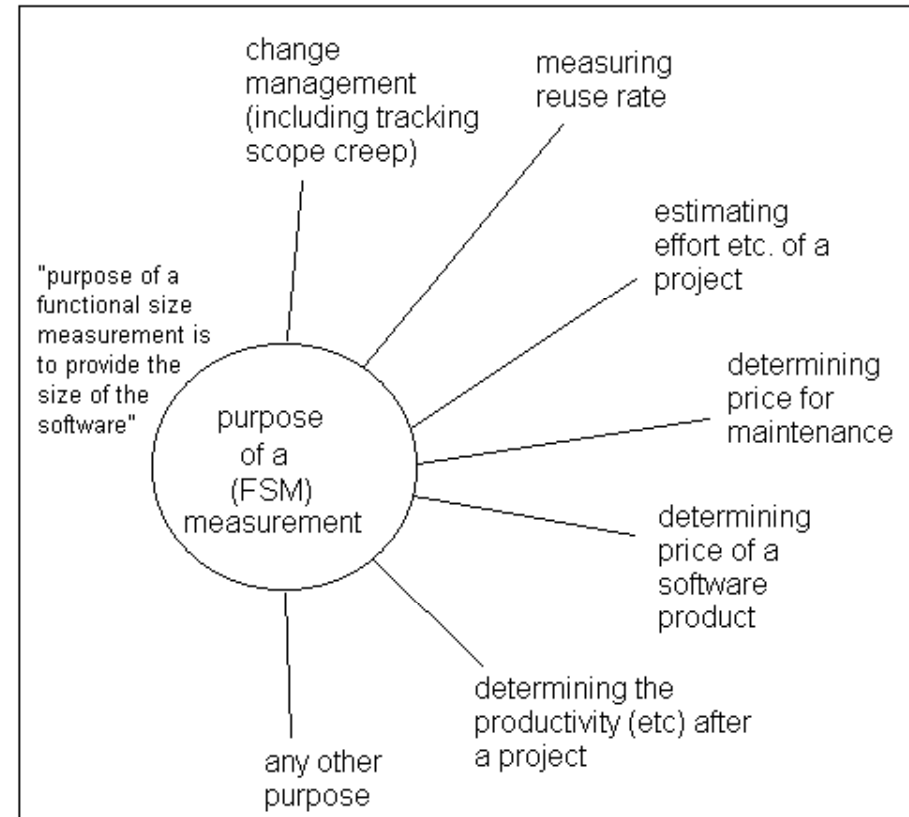 change
management
(including tracking
scope creep)
measuring
reuse rate
estimating
effort etc. of a
project
"purpose of a
functional size
measurement is
to provide the
size of the
software"
purpose
of a
(FSM)
measurement
determining
price for
maintenance
determining
price of a
software
product
determining the
productivity (etc) after
a project
any other
purpose